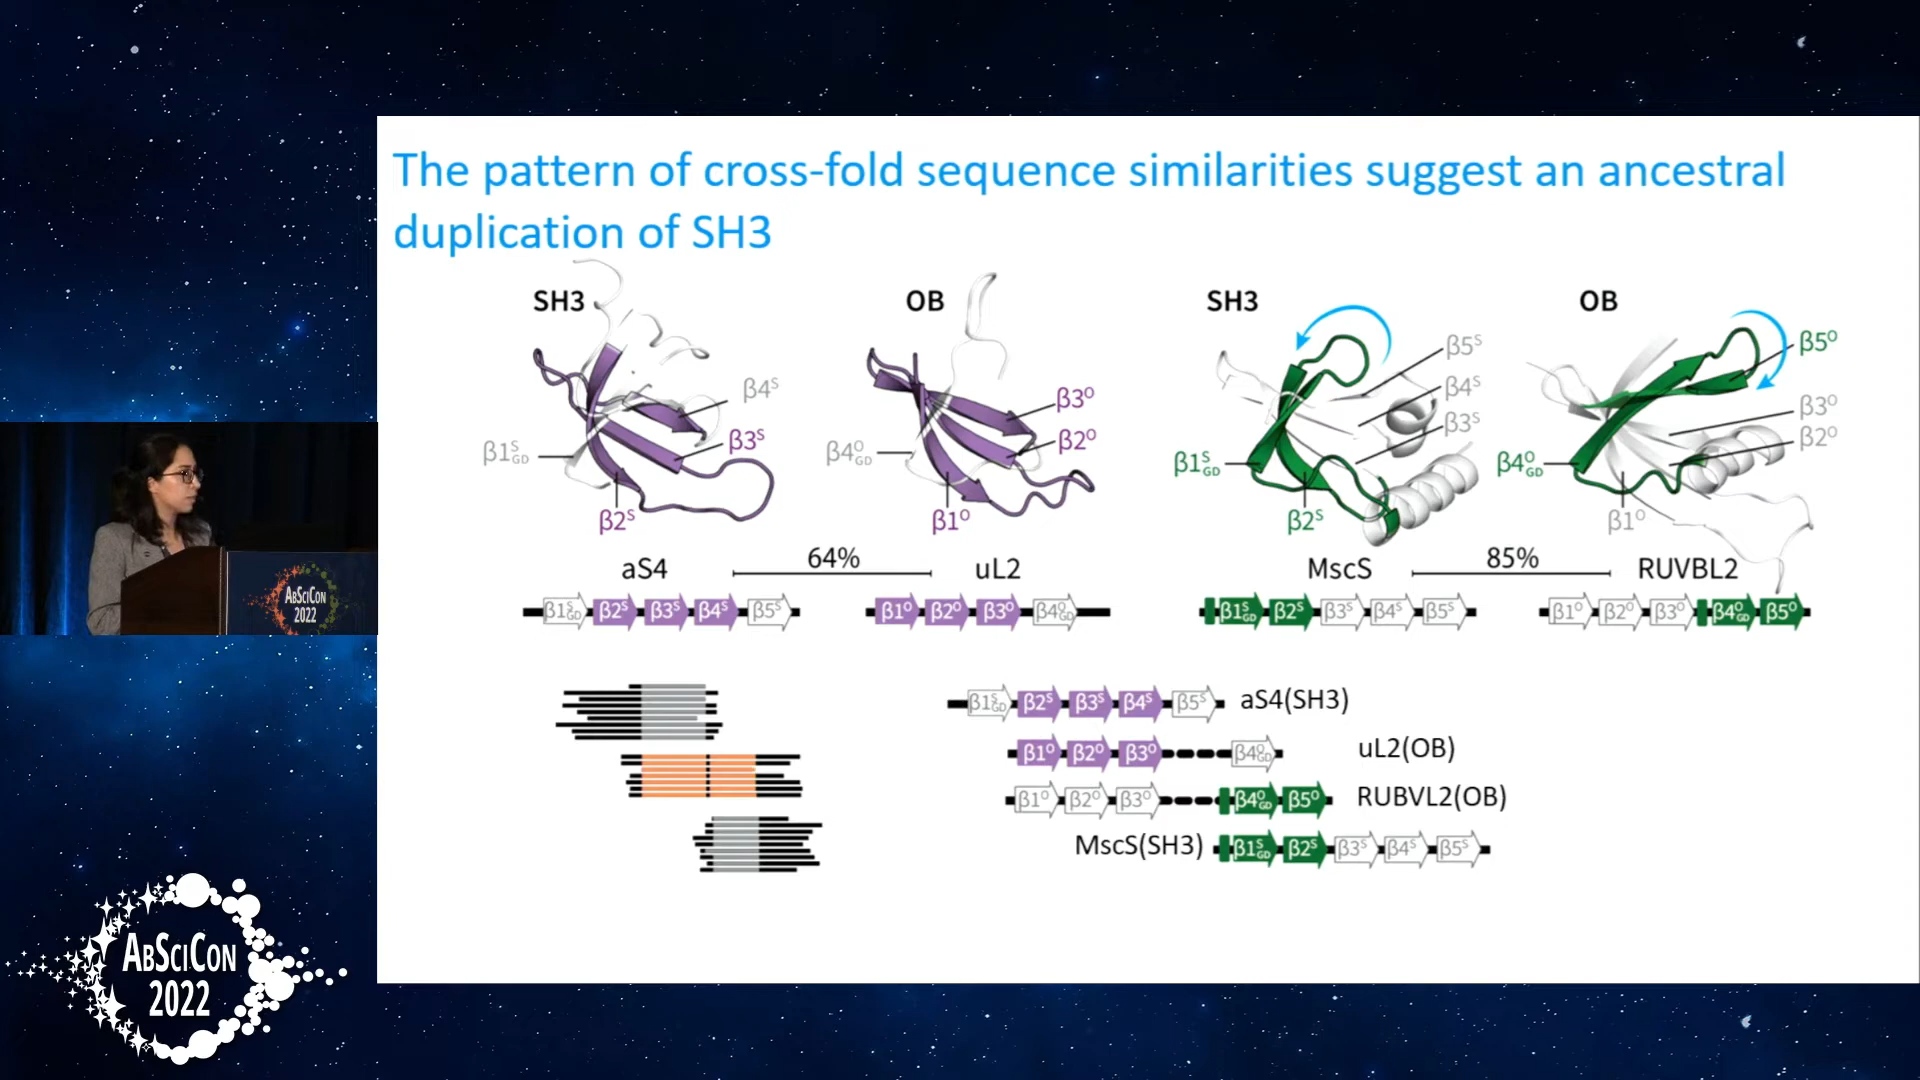 The pattern of cross-fold sequence similarities suggest an ancestral
duplication of SH3
SH3
OB
SH3
OB
β4ˢ
β3ˢ
β1ˢGD
β2ˢ
β3ᴼ
β2ᴼ
β4ᴼGD
β1ᴼ
β5ˢ
β4ˢ
β3ˢ
β1ˢGD
β2ˢ
β5ᴼ
β3ᴼ
β2ᴼ
β4ᴼGD
β1ᴼ
aS4 64% uL2
MscS 85% RUVBL2
β1ˢGD β2ˢ β3ˢ β4ˢ β5ˢ
β1ᴼ β2ᴼ β3ᴼ β4ᴼGD
β1ˢGD β2ˢ β3ˢ β4ˢ β5ˢ
β1ᴼ β2ᴼ β3ᴼ β4ᴼGD β5ᴼ
β1ˢGD β2ˢ β3ˢ β4ˢ β5ˢ aS4(SH3)
β1ᴼ β2ᴼ β3ᴼ β4ᴼGD uL2(OB)
β1ᴼ β2ᴼ β3ᴼ β4ᴼGD β5ᴼ RUBVL2(OB)
MscS(SH3) β1ˢGD β2ˢ β3ˢ β4ˢ β5ˢ
ABSCICON
2022
ABSCICON
2022